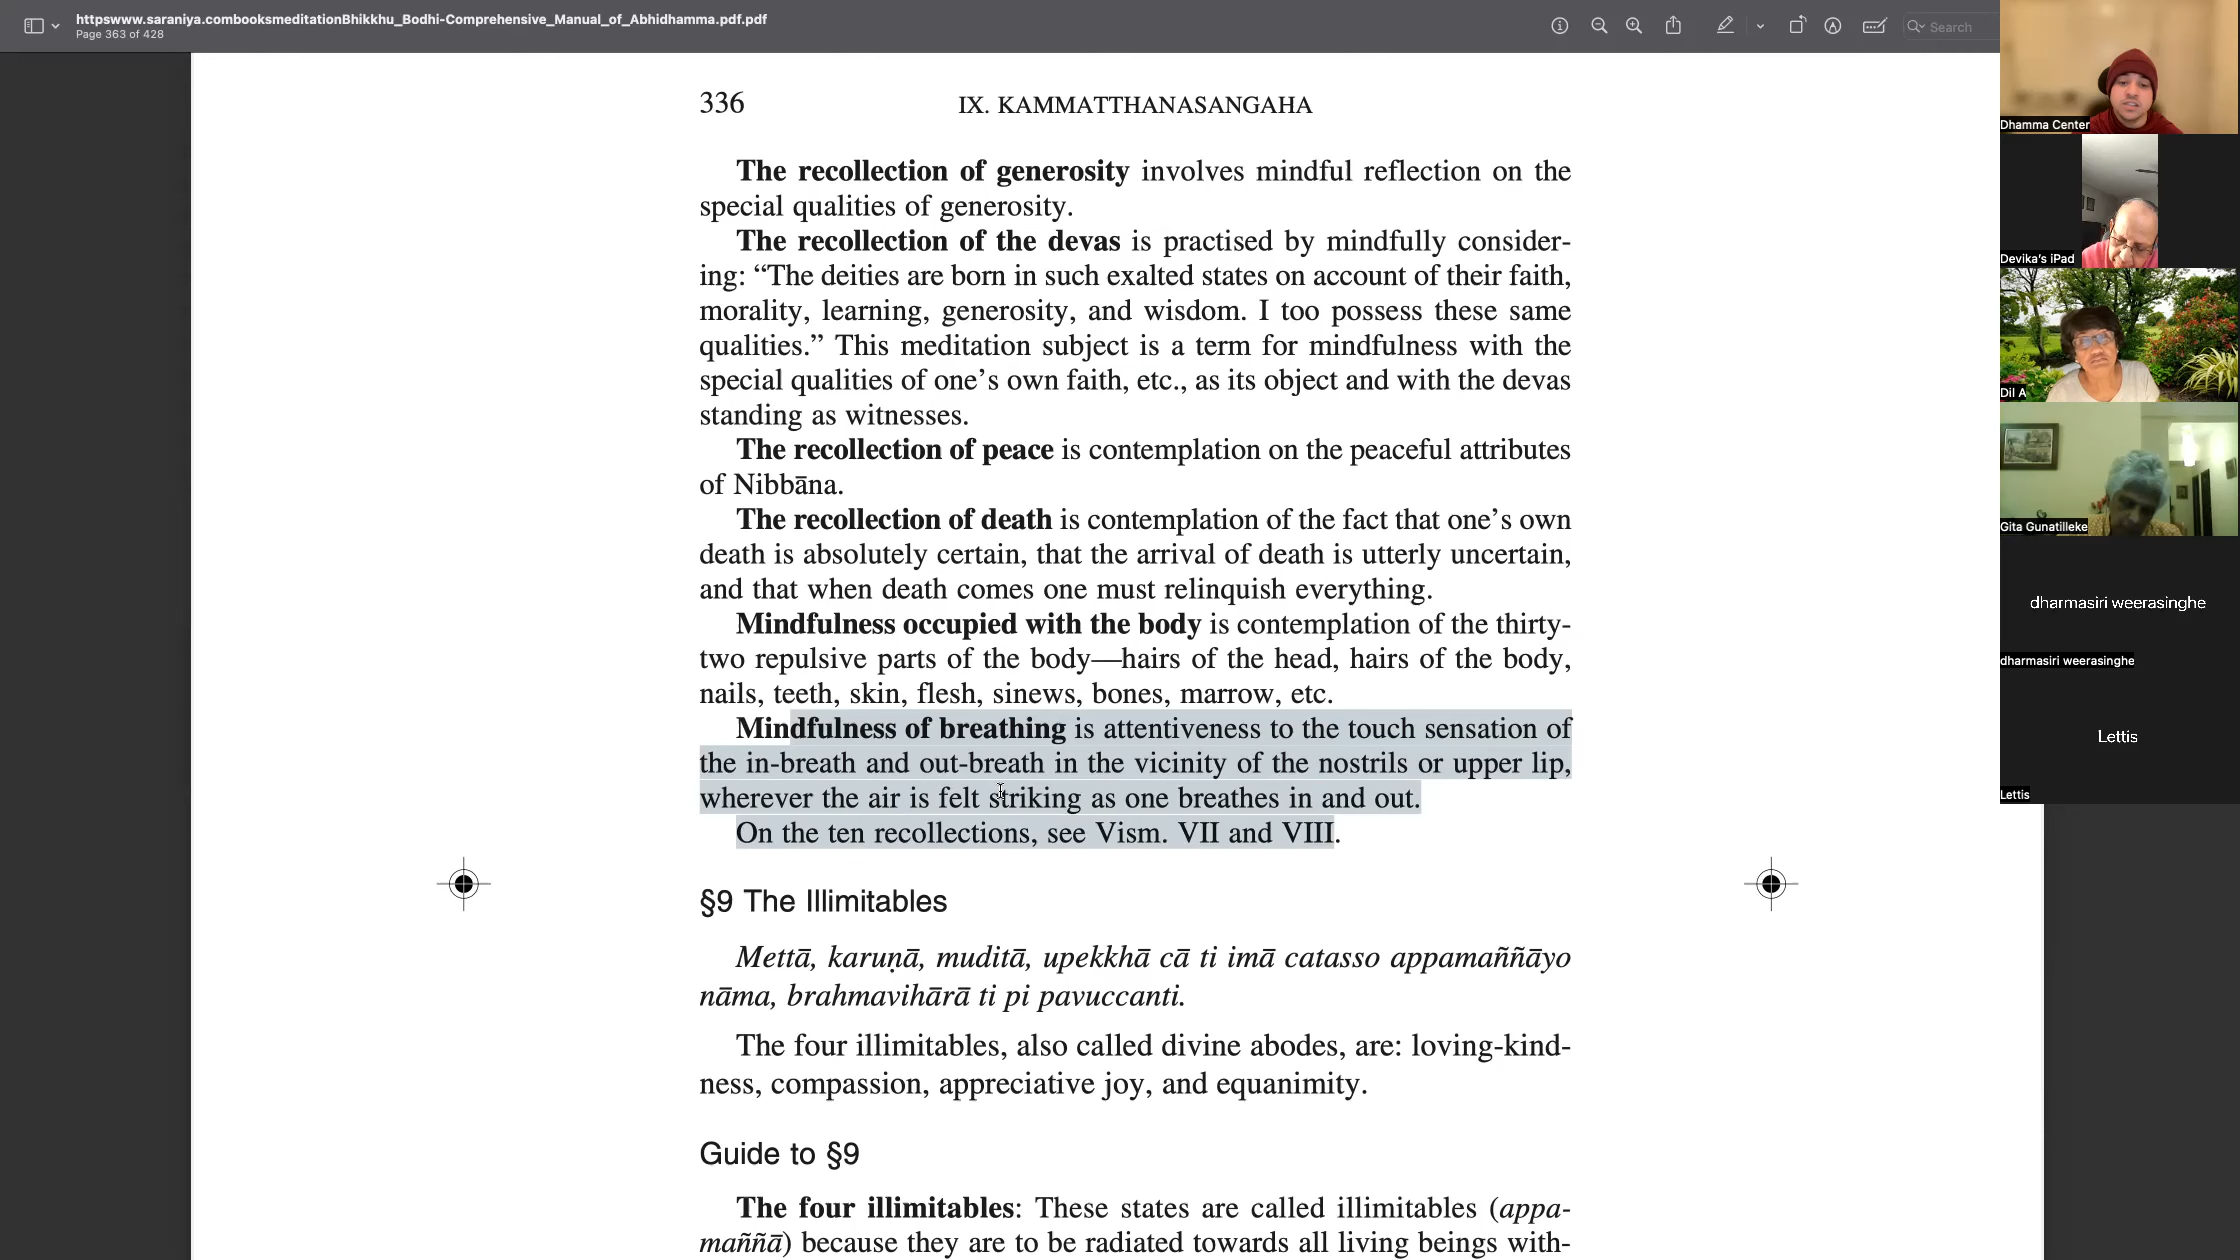 httpswww.saraniya.combooksmeditationBhikkhu_Bodhi-Comprehensive_Manual_of_Abhidhamma.pdf.pdf
Page 363 of 428
Search
336 IX. KAMMATTHANASANGAHA
The recollection of generosity involves mindful reflection on the
special qualities of generosity.
The recollection of the devas is practised by mindfully consider-
ing: “The deities are born in such exalted states on account of their faith,
morality, learning, generosity, and wisdom. I too possess these same
qualities.” This meditation subject is a term for mindfulness with the
special qualities of one’s own faith, etc., as its object and with the devas
standing as witnesses.
The recollection of peace is contemplation on the peaceful attributes
of Nibbāna.
The recollection of death is contemplation of the fact that one’s own
death is absolutely certain, that the arrival of death is utterly uncertain,
and that when death comes one must relinquish everything.
Mindfulness occupied with the body is contemplation of the thirty-
two repulsive parts of the body—hairs of the head, hairs of the body,
nails, teeth, skin, flesh, sinews, bones, marrow, etc.
Mindfulness of breathing is attentiveness to the touch sensation of
the in-breath and out-breath in the vicinity of the nostrils or upper lip,
wherever the air is felt striking as one breathes in and out.
On the ten recollections, see Vism. VII and VIII.
§9 The Illimitables
Mettā, karuṇā, muditā, upekkhā cā ti imā catasso appamaññāyo
nāma, brahmavihārā ti pi pavuccanti.
The four illimitables, also called divine abodes, are: loving-kind-
ness, compassion, appreciative joy, and equanimity.
Guide to §9
The four illimitables: These states are called illimitables (appa-
maññā) because they are to be radiated towards all living beings with-
Dhamma Center
Devika’s iPad
Dil A
Gita Gunatilleke
dharmasiri weerasinghe
dharmasiri weerasinghe
Lettis
Lettis